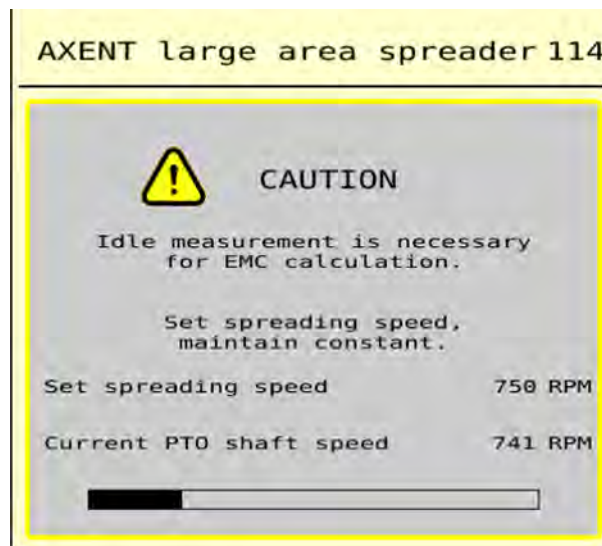 AXENT large area spreader 114
CAUTION
Idle measurement is necessary
for EMC calculation.
Set spreading speed,
maintain constant.
Set spreading speed 750 RPM
Current PTO shaft speed 741 RPM